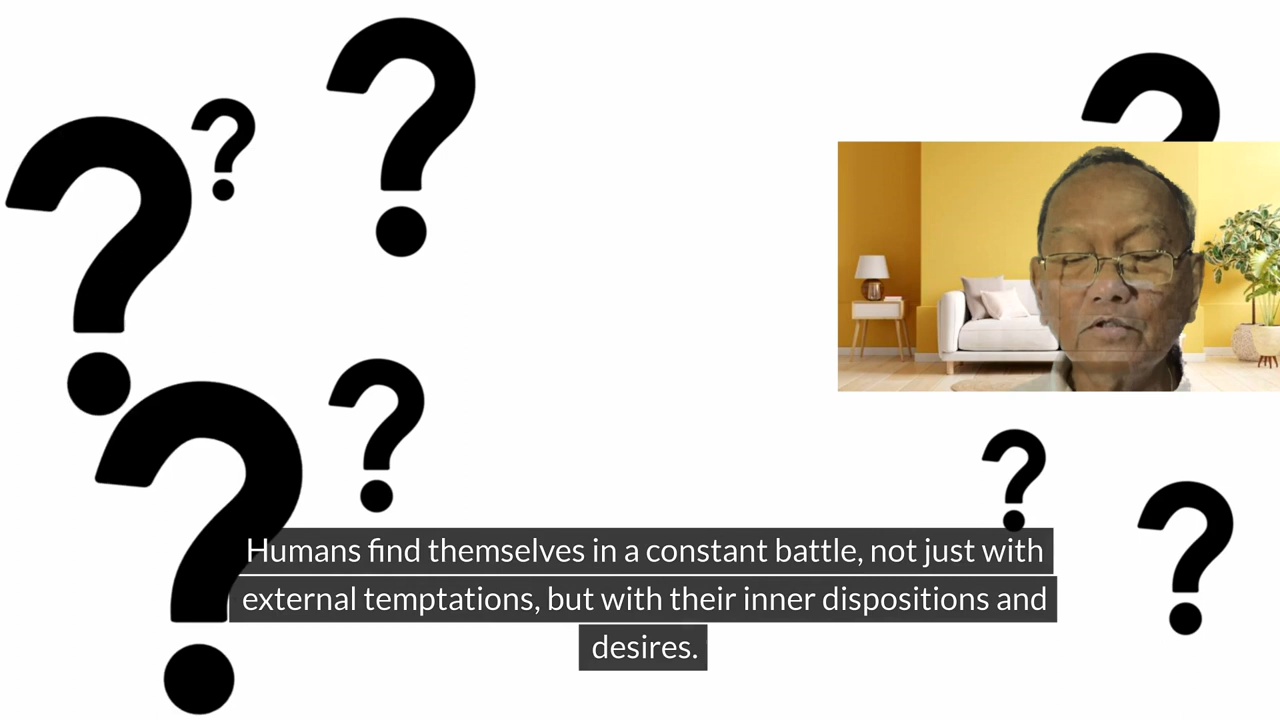 ?
?
?
?
?
?
?
?
Humans find themselves in a constant battle, not just with
external temptations, but with their inner dispositions and
desires.